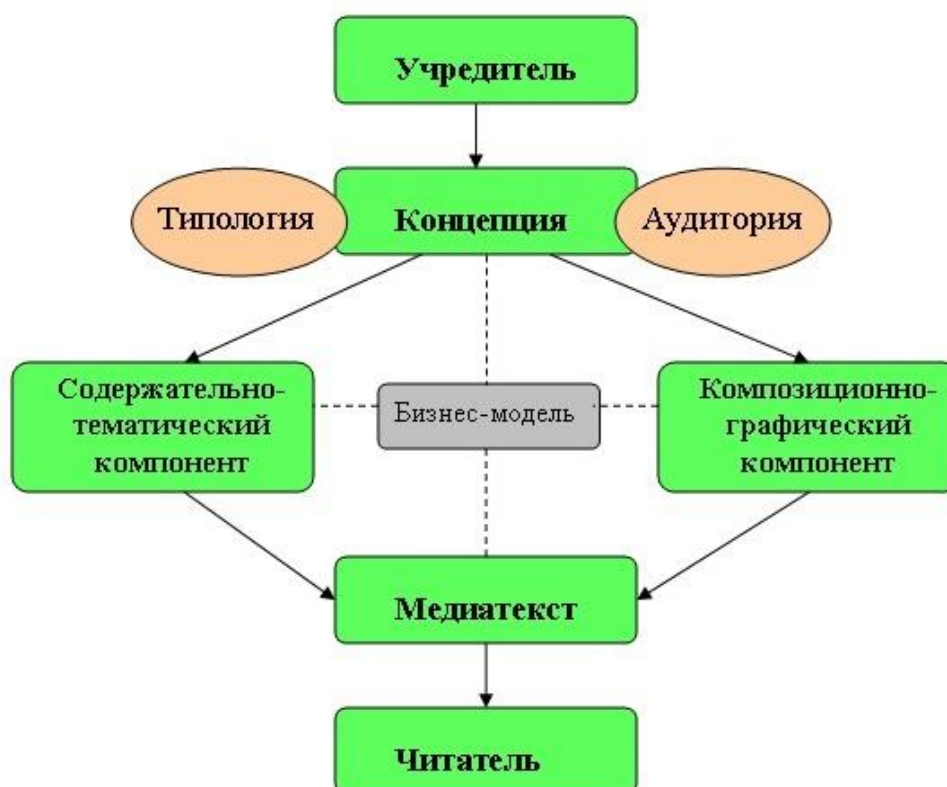 Учредитель
Типология
Концепция
Аудитория
Содержательно-
тематический
компонент
Бизнес-модель
Композиционно-
графический
компонент
Медиатекст
Читатель